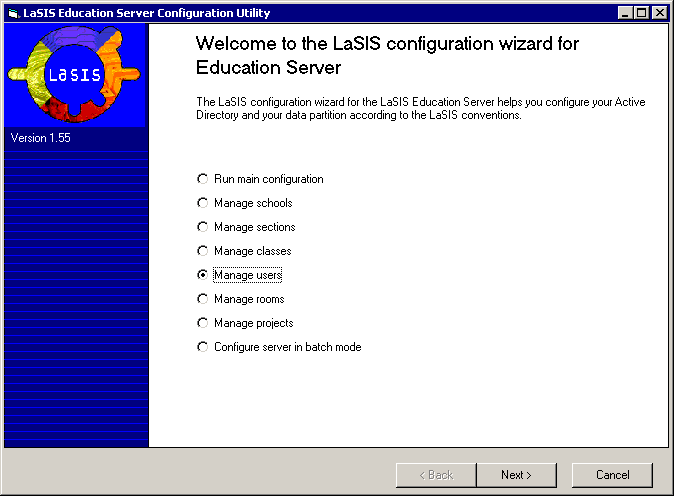 LaSIS Education Server Configuration Utility
LaSIS
Version 1.55
Welcome to the LaSIS configuration wizard for
Education Server
The LaSIS configuration wizard for the LaSIS Education Server helps you configure your Active
Directory and your data partition according to the LaSIS conventions.
Run main configuration
Manage schools
Manage sections
Manage classes
Manage users
Manage rooms
Manage projects
Configure server in batch mode
< Back
Next >
Cancel